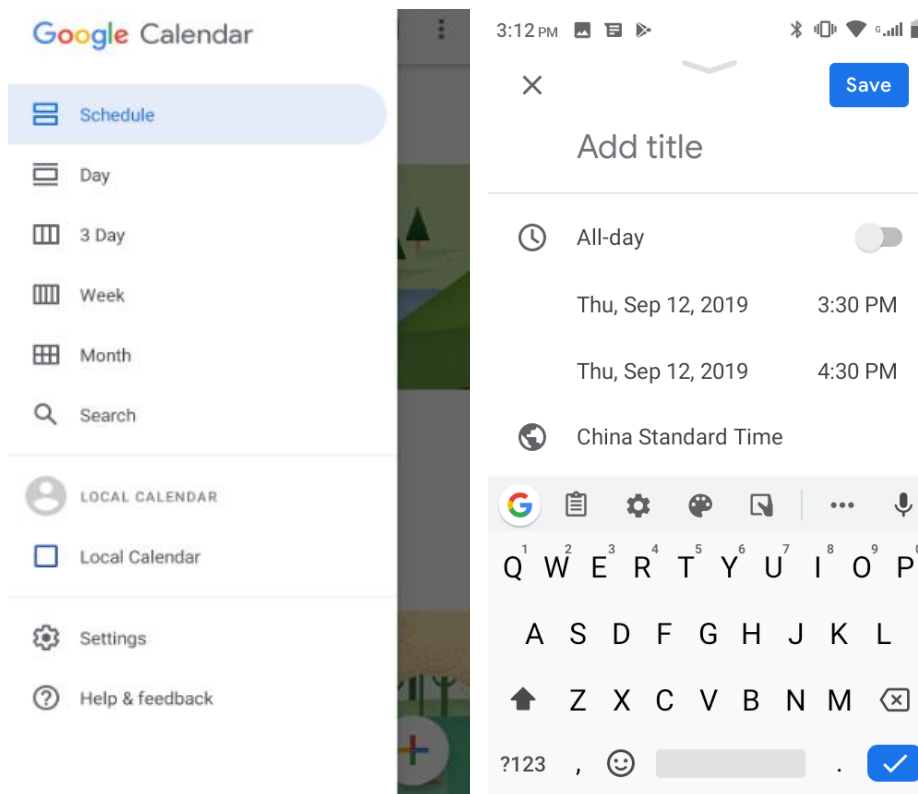 Google Calendar
Schedule
Day
3 Day
Week
Month
Search
LOCAL CALENDAR
Local Calendar
Settings
Help & feedback
3:12 PM
G
Save
Add title
All-day
Thu, Sep 12, 2019 3:30 PM
Thu, Sep 12, 2019 4:30 PM
China Standard Time
G
1 2 3 4 5 6 7 8 9 0
Q W E R T Y U I O P
A S D F G H J K L
Z X C V B N M
?123 , .